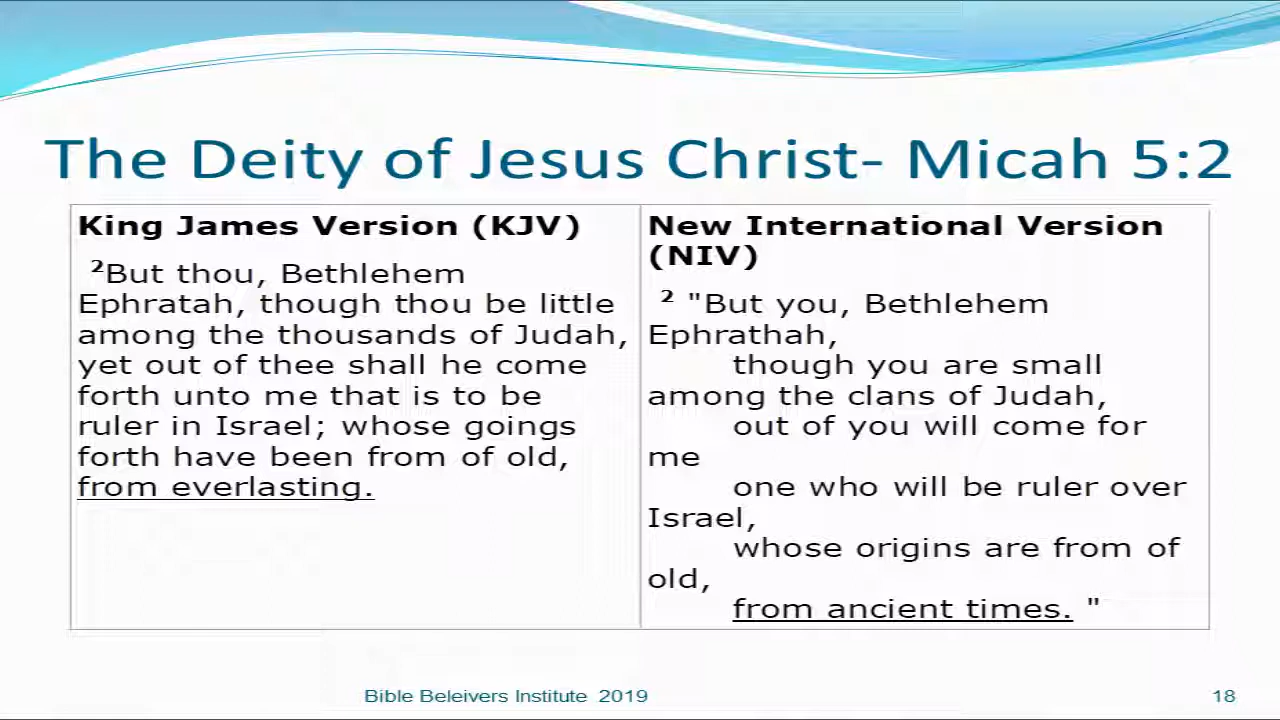 The Deity of Jesus Christ- Micah 5:2
King James Version (KJV)
2But thou, Bethlehem
Ephratah, though thou be little
among the thousands of Judah,
yet out of thee shall he come
forth unto me that is to be
ruler in Israel; whose goings
forth have been from of old,
from everlasting.
New International Version
(NIV)
2 "But you, Bethlehem
Ephrathah,
though you are small
among the clans of Judah,
out of you will come for
me
one who will be ruler over
Israel,
whose origins are from of
old,
from ancient times. "
Bible Beleivers Institute 2019
18